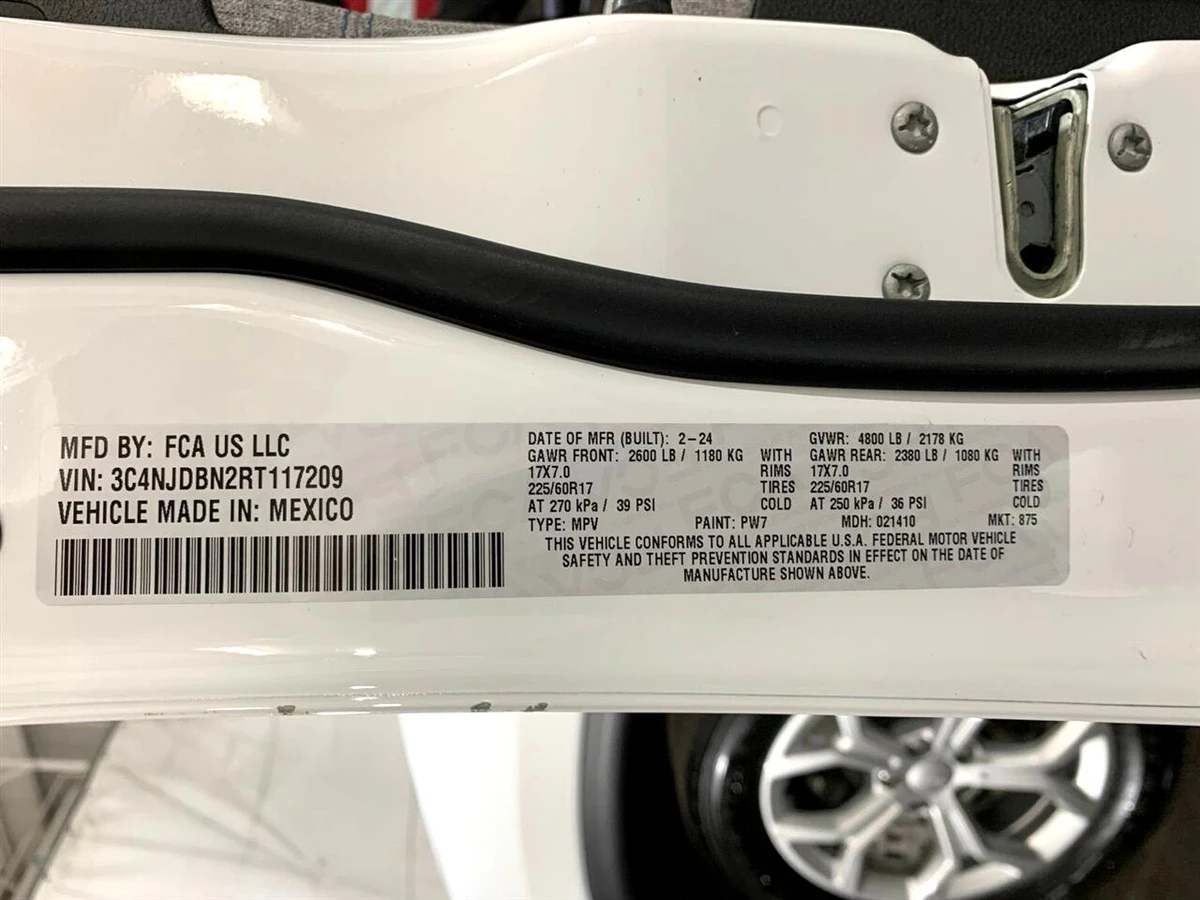 MFD BY: FCA US LLC
VIN: 3C4NJDBN2RT117209
VEHICLE MADE IN: MEXICO
DATE OF MFR (BUILT): 2-24
GAWR FRONT: 2600 LB / 1180 KG WITH
17X7.0 RIMS
225/60R17 TIRES
AT 270 kPa / 39 PSI COLD
GVWR: 4800 LB / 2178 KG
GAWR REAR: 2380 LB / 1080 KG WITH
17X7.0 RIMS
225/60R17 TIRES
AT 250 kPa / 36 PSI COLD
TYPE: MPV PAINT: PW7 MDH: 021410 MKT: 875
THIS VEHICLE CONFORMS TO ALL APPLICABLE U.S.A. FEDERAL MOTOR VEHICLE
SAFETY AND THEFT PREVENTION STANDARDS IN EFFECT ON THE DATE OF
MANUFACTURE SHOWN ABOVE.